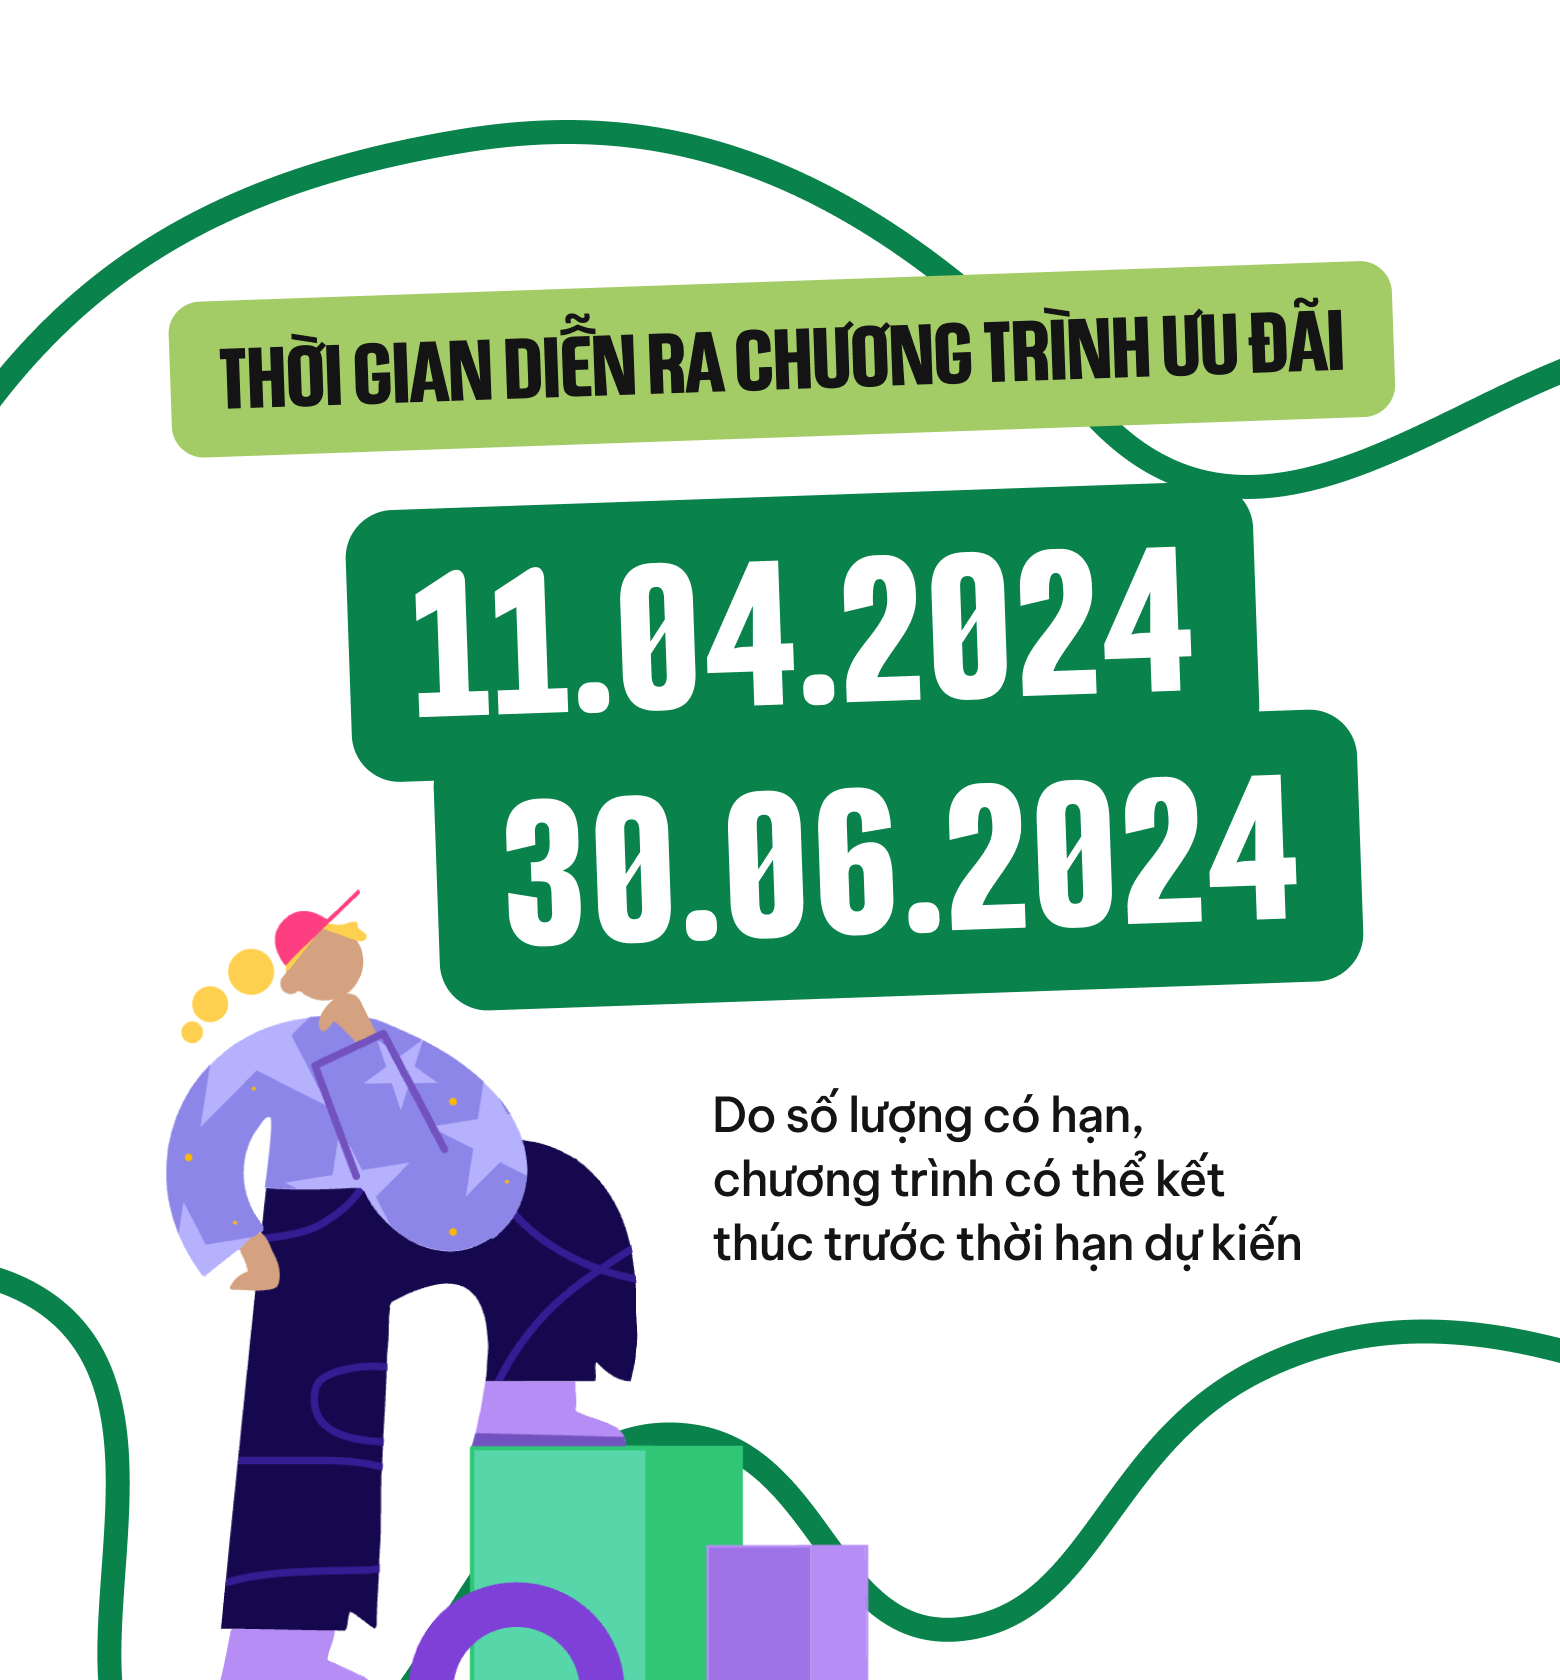 THỜI GIAN DIỄN RA CHƯƠNG TRÌNH ƯU ĐÃI
11.04.2024
30.06.2024
Do số lượng có hạn,
chương trình có thể kết
thúc trước thời hạn dự kiến